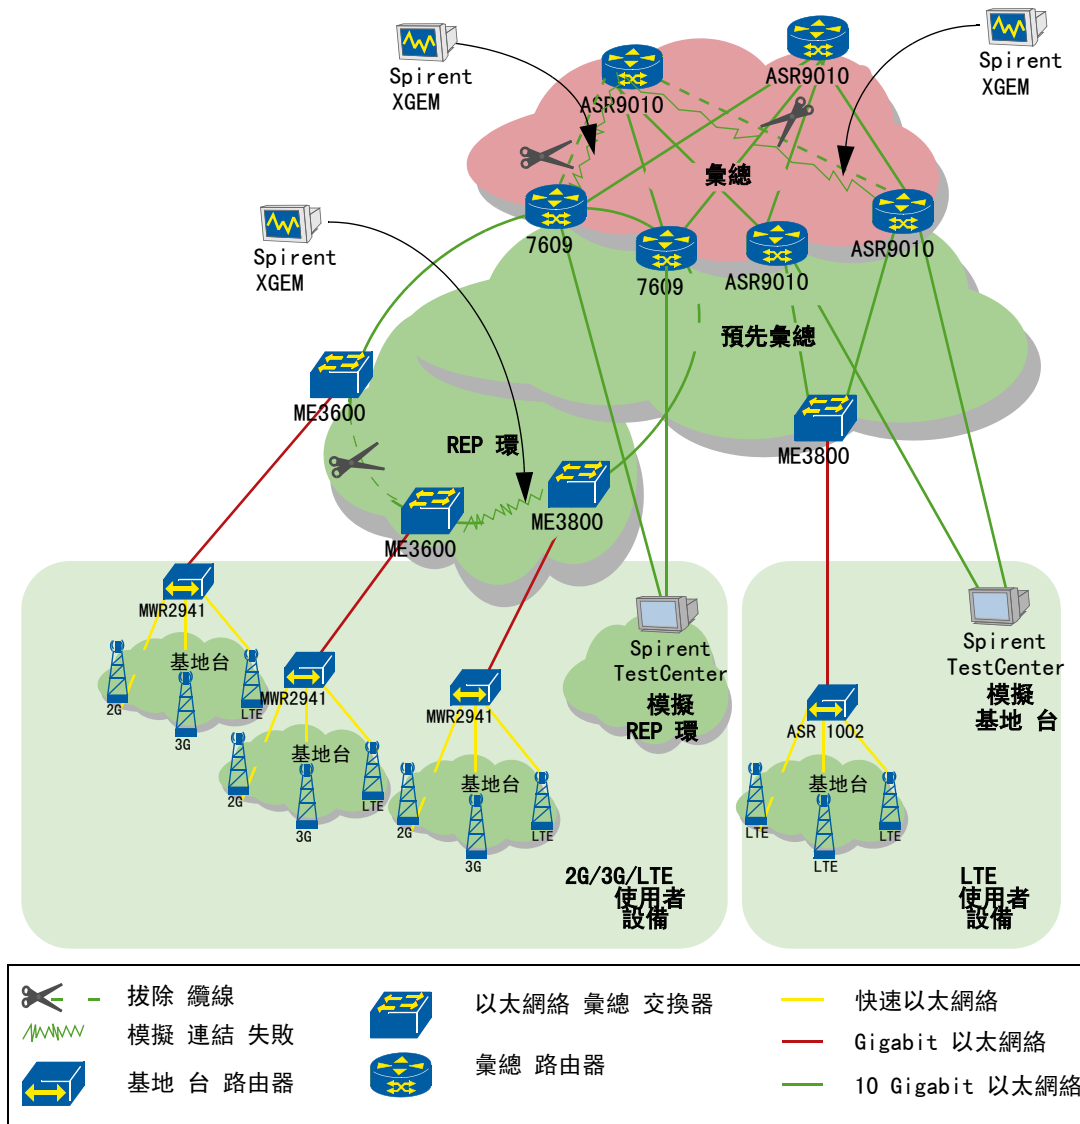 Spirent
XGEM
ASR9010
ASR9010
Spirent
XGEM
彙總
7609
7609
ASR9010
ASR9010
Spirent
XGEM
預先彙總
ME3600
REP 環
ME3800
ME3600
ME3800
MWR2941
基地台
2G
3G
LTE
MWR2941
基地台
2G
3G
LTE
MWR2941
基地台
2G
3G
LTE
Spirent
TestCenter
模擬
REP 環
Spirent
TestCenter
模擬
基地 台
ASR 1002
基地台
LTE
LTE
LTE
2G/3G/LTE
使用者
設備
LTE
使用者
設備
拔除 纜線
模擬 連結 失敗
基地 台 路由器
以太網絡 彙總 交換器
彙總 路由器
快速以太網絡
Gigabit 以太網絡
10 Gigabit 以太網絡